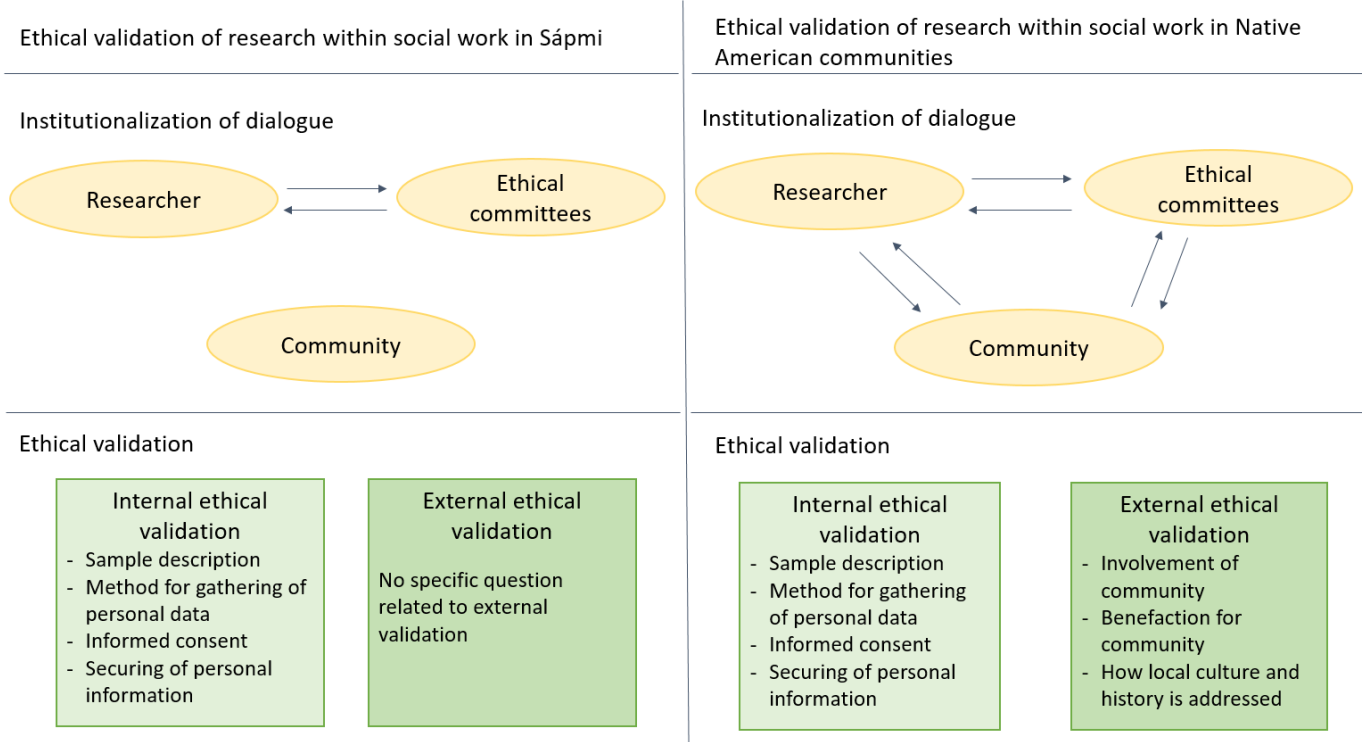 Ethical validation of research within social work in Sápmi
Institutionalization of dialogue
Researcher
Ethical
committees
Community
Ethical validation
Internal ethical
validation
- Sample description
- Method for gathering of
personal data
- Informed consent
- Securing of personal
information
External ethical
validation
No specific question
related to external
validation
Ethical validation of research within social work in Native
American communities
Institutionalization of dialogue
Researcher
Ethical
committees
Community
Ethical validation
Internal ethical
validation
- Sample description
- Method for gathering
of personal data
- Informed consent
- Securing of personal
information
External ethical
validation
- Involvement of
community
- Benefaction for
community
- How local culture and
history is addressed